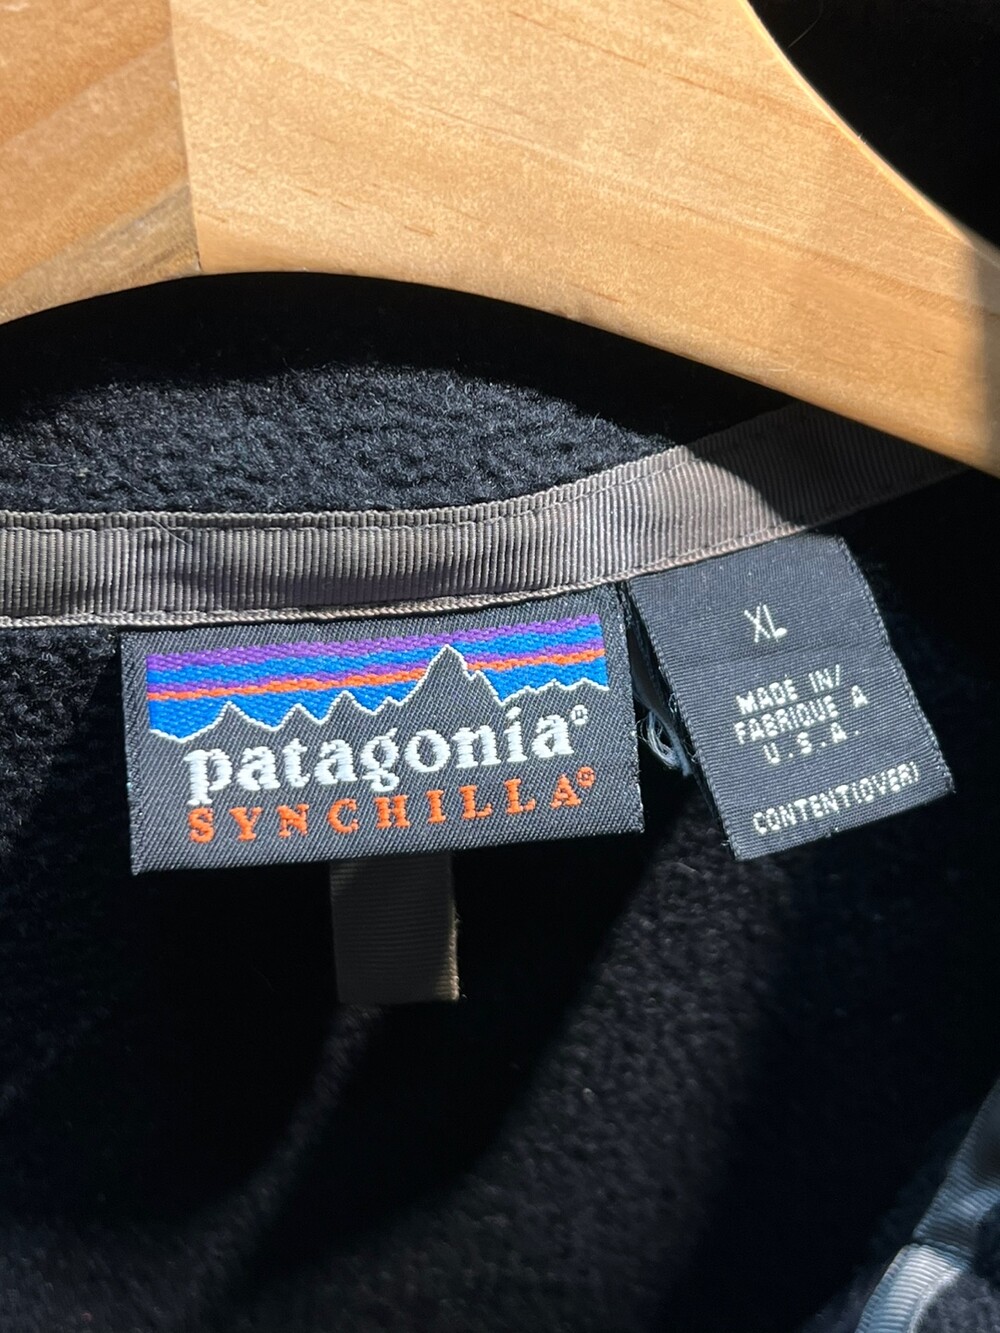 patagonia®
SYNCHILLA®
XL
MADE IN/
FABRIQUE A
U.S.A.
CONTENT(OVER)